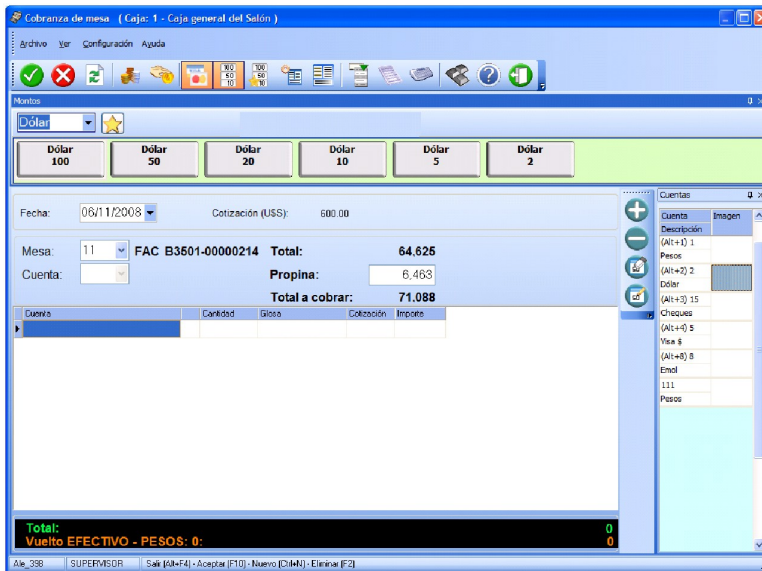 Cobranza de mesa ( Caja: 1 - Caja general del Salón )
Archivo Ver Configuración Ayuda
Montos
Dólar
Dólar Dólar Dólar Dólar Dólar Dólar
100 50 20 10 5 2
Fecha: 06/11/2008 Cotización (U$S): 600.00
Mesa: 11 FAC B3501-00000214 Total: 64,625
Cuenta: Propina: 6,463
Total a cobrar: 71.088
Cuenta Cantidad Glosa Cotización Importe
Cuentas
Cuenta Imagen
Descripción
(Alt+1) 1
Pesos
(Alt+2) 2
Dólar
(Alt+3) 15
Cheques
(Alt+4) 5
Visa $
(Alt+8) 8
Emol
111
Pesos
Total: 0
Vuelto EFECTIVO - PESOS: 0: 0
Ale_398 SUPERVISOR Salir (Alt+F4) - Aceptar (F10) - Nuevo (Ctrl+N) - Eliminar (F2)